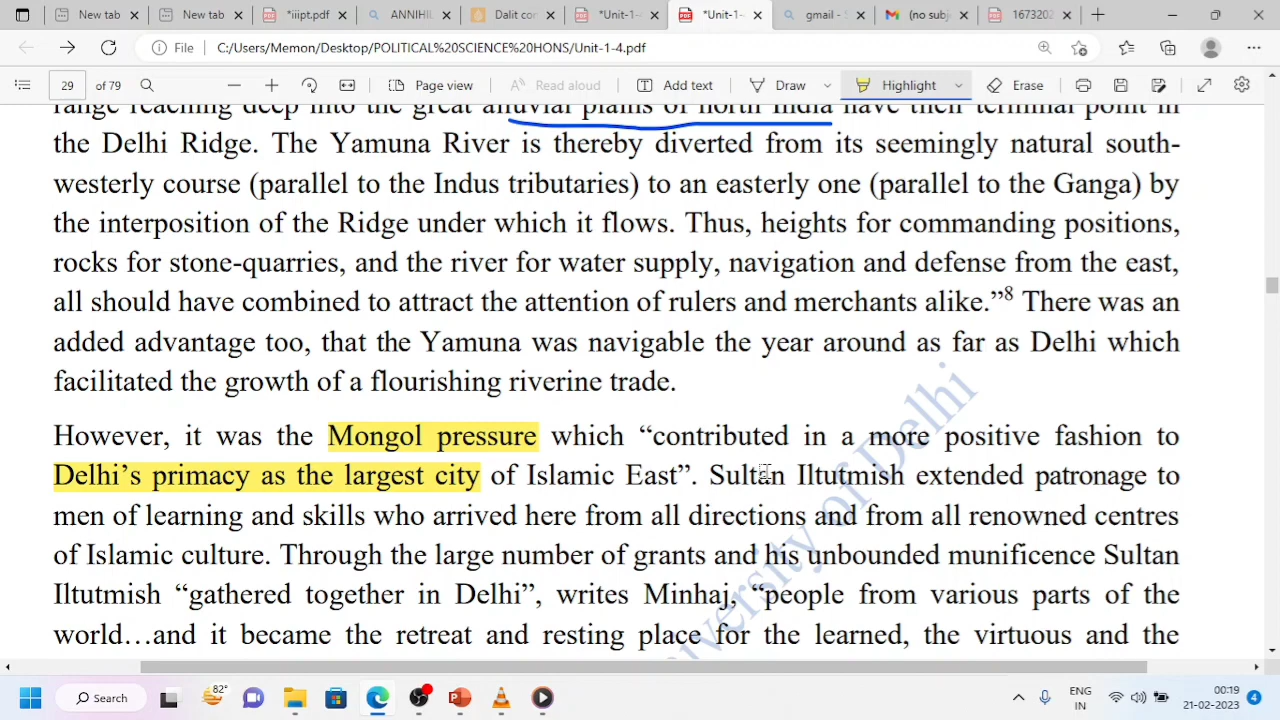 New tab
New tab
*iiipt.pdf
ANNIHIL
Dalit con
*Unit-1-
*Unit-1-
gmail - S
(no subj
1673202
File
C:/Users/Memon/Desktop/POLITICAL%20SCIENCE%20HONS/Unit-1-4.pdf
29 of 79
Page view
Read aloud
Add text
Draw
Highlight
Erase
range reaching deep into the great alluvial plains of north India have their terminal point in
the Delhi Ridge. The Yamuna River is thereby diverted from its seemingly natural south-
westerly course (parallel to the Indus tributaries) to an easterly one (parallel to the Ganga) by
the interposition of the Ridge under which it flows. Thus, heights for commanding positions,
rocks for stone-quarries, and the river for water supply, navigation and defense from the east,
all should have combined to attract the attention of rulers and merchants alike.”8 There was an
added advantage too, that the Yamuna was navigable the year around as far as Delhi which
facilitated the growth of a flourishing riverine trade.
However, it was the Mongol pressure which “contributed in a more positive fashion to
Delhi’s primacy as the largest city of Islamic East”. Sultan Iltutmish extended patronage to
men of learning and skills who arrived here from all directions and from all renowned centres
of Islamic culture. Through the large number of grants and his unbounded munificence Sultan
Iltutmish “gathered together in Delhi”, writes Minhaj, “people from various parts of the
world…and it became the retreat and resting place for the learned, the virtuous and the
University of Delhi
Search
82°
ENG
IN
00:19
21-02-2023
4